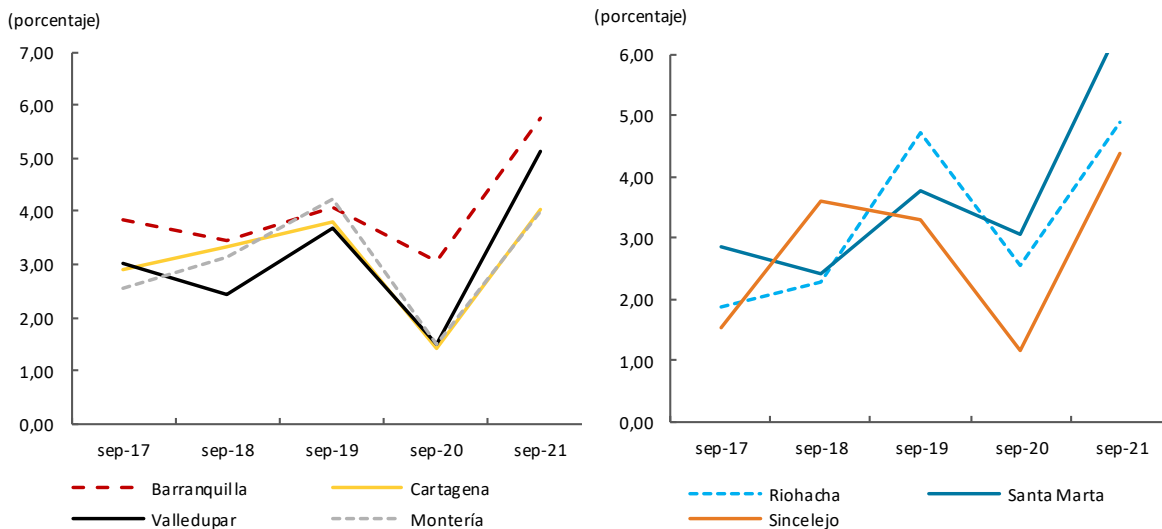 (porcentaje)
7,00
6,00
5,00
4,00
3,00
2,00
1,00
0,00
sep-17 sep-18 sep-19 sep-20 sep-21
Barranquilla Cartagena
Valledupar Montería
(porcentaje)
6,00
5,00
4,00
3,00
2,00
1,00
0,00
sep-17 sep-18 sep-19 sep-20 sep-21
Riohacha Santa Marta
Sincelejo